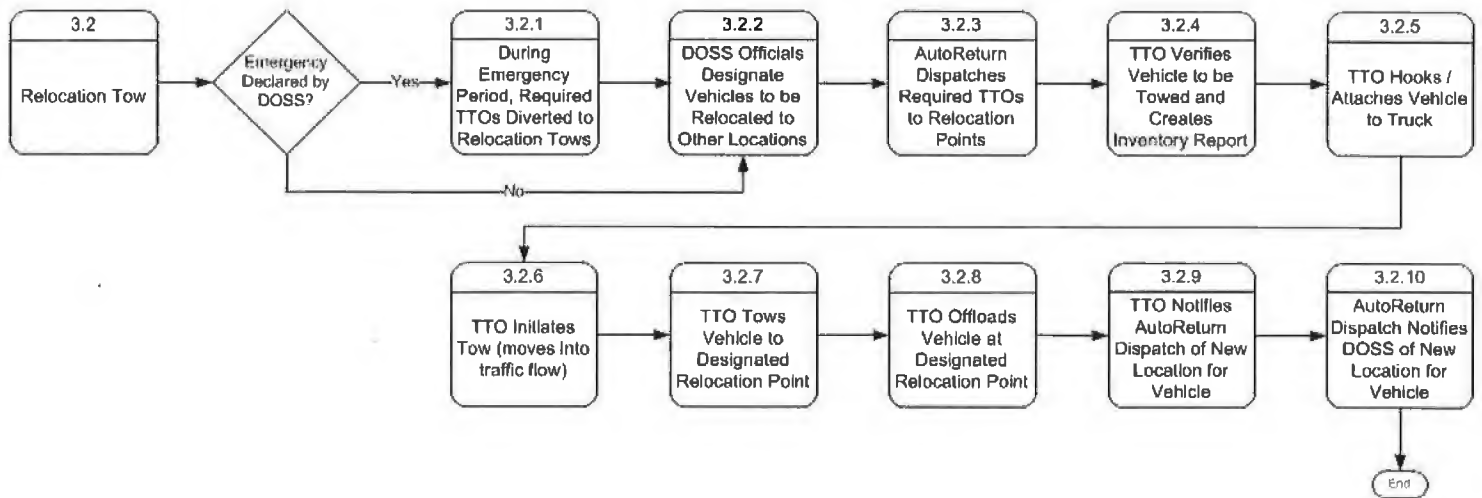 3.2
Relocation Tow
Emergency
Declared by
DOSS?
Yes
No
3.2.1
During
Emergency
Period, Required
TTOs Diverted to
Relocation Tows
3.2.2
DOSS Officials
Designate
Vehicles to be
Relocated to
Other Locations
3.2.3
AutoReturn
Dispatches
Required TTOs
to Relocation
Points
3.2.4
TTO Verifies
Vehicle to be
Towed and
Creates
Inventory Report
3.2.5
TTO Hooks /
Attaches Vehicle
to Truck
3.2.6
TTO Initiates
Tow (moves into
traffic flow)
3.2.7
TTO Tows
Vehicle to
Designated
Relocation Point
3.2.8
TTO Offloads
Vehicle at
Designated
Relocation Point
3.2.9
TTO Notifies
AutoReturn
Dispatch of New
Location for
Vehicle
3.2.10
AutoReturn
Dispatch Notifies
DOSS of New
Location for
Vehicle
End